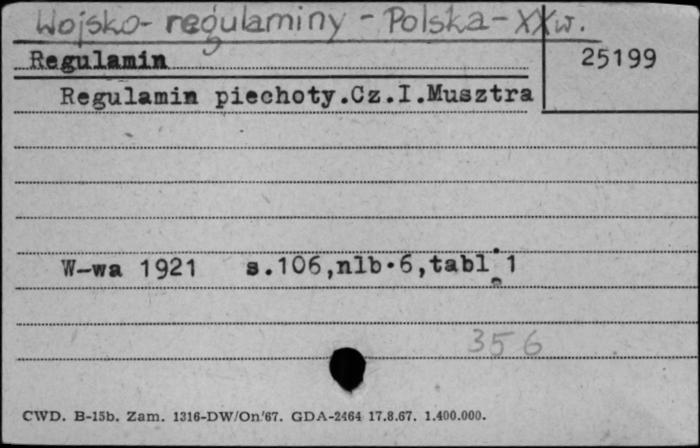 Wojsko - regulaminy - Polska - XX w.
Regulamin
25199
Regulamin piechoty.Cz.I.Musztra
W-wa 1921 s.106,nlb.6,tabl.1
356
CWD. B-15b. Zam. 1316-DW/On/67. GDA-2464 17.8.67. 1.400.000.